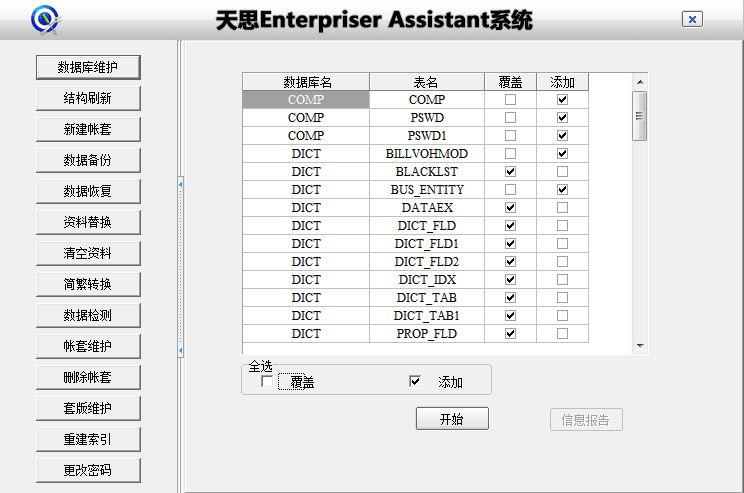 天思Enterpriser Assistant系统
数据库维护
结构刷新
新建帐套
数据备份
数据恢复
资料替换
清空资料
简繁转换
数据检测
帐套维护
删除帐套
套版维护
重建索引
更改密码
数据库名 表名 覆盖 添加
COMP COMP
COMP PSWD
COMP PSWD1
DICT BILLVOHMOD
DICT BLACKLST
DICT BUS_ENTITY
DICT DATAEX
DICT DICT_FLD
DICT DICT_FLD1
DICT DICT_FLD2
DICT DICT_IDX
DICT DICT_TAB
DICT DICT_TAB1
DICT PROP_FLD
全选
覆盖 添加
开始 信息报告